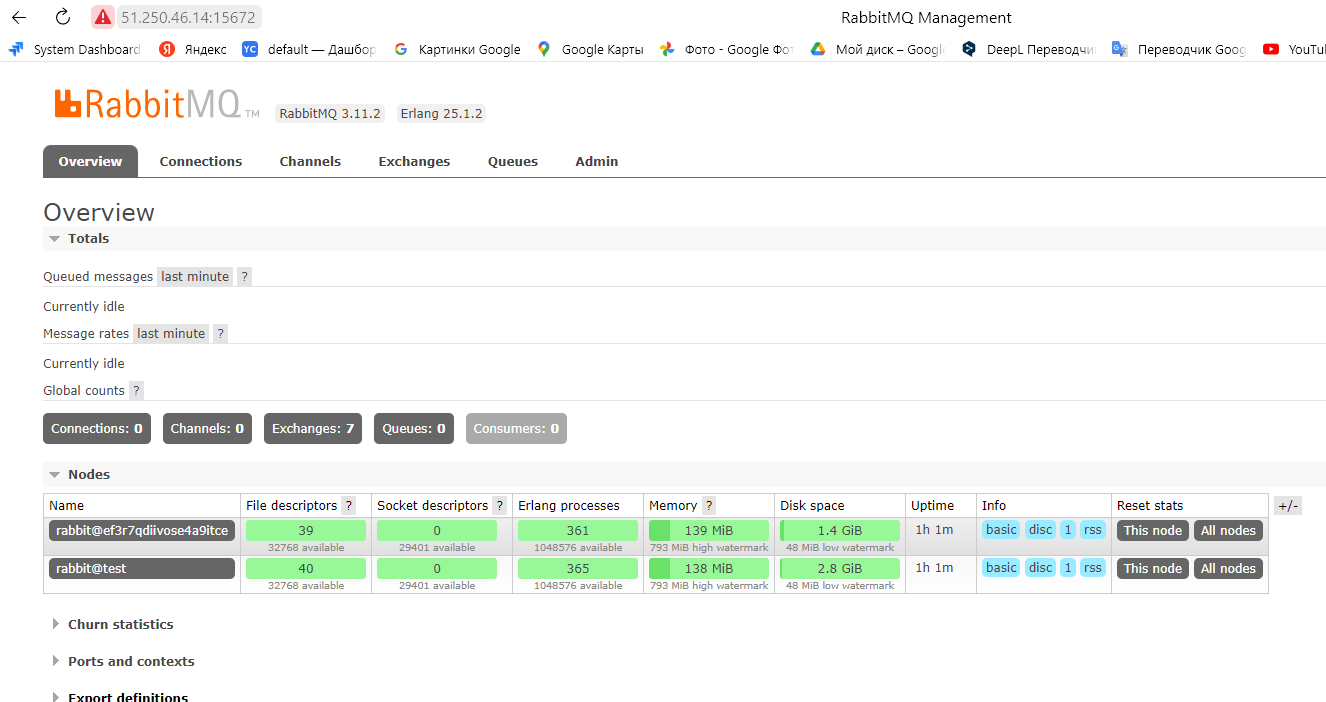 51.250.46.14:15672 RabbitMQ Management
System Dashboard Яндекс default — Дашбор Картинки Google Google Карты Фото - Google Фот Мой диск – Google DeepL Переводчи Переводчик Goog YouTul
RabbitMQ TM RabbitMQ 3.11.2 Erlang 25.1.2
Overview Connections Channels Exchanges Queues Admin
Overview
Totals
Queued messages last minute ?
Currently idle
Message rates last minute ?
Currently idle
Global counts ?
Connections: 0 Channels: 0 Exchanges: 7 Queues: 0 Consumers: 0
Nodes
Name File descriptors ? Socket descriptors ? Erlang processes Memory ? Disk space Uptime Info Reset stats +/-
rabbit@ef3r7qdiivose4a9itce 39 0 361 139 MiB 1.4 GiB 1h 1m basic disc 1 rss This node All nodes
32768 available 29401 available 1048576 available 793 MiB high watermark 48 MiB low watermark
rabbit@test 40 0 365 138 MiB 2.8 GiB 1h 1m basic disc 1 rss This node All nodes
32768 available 29401 available 1048576 available 793 MiB high watermark 48 MiB low watermark
Churn statistics
Ports and contexts
Export definitions